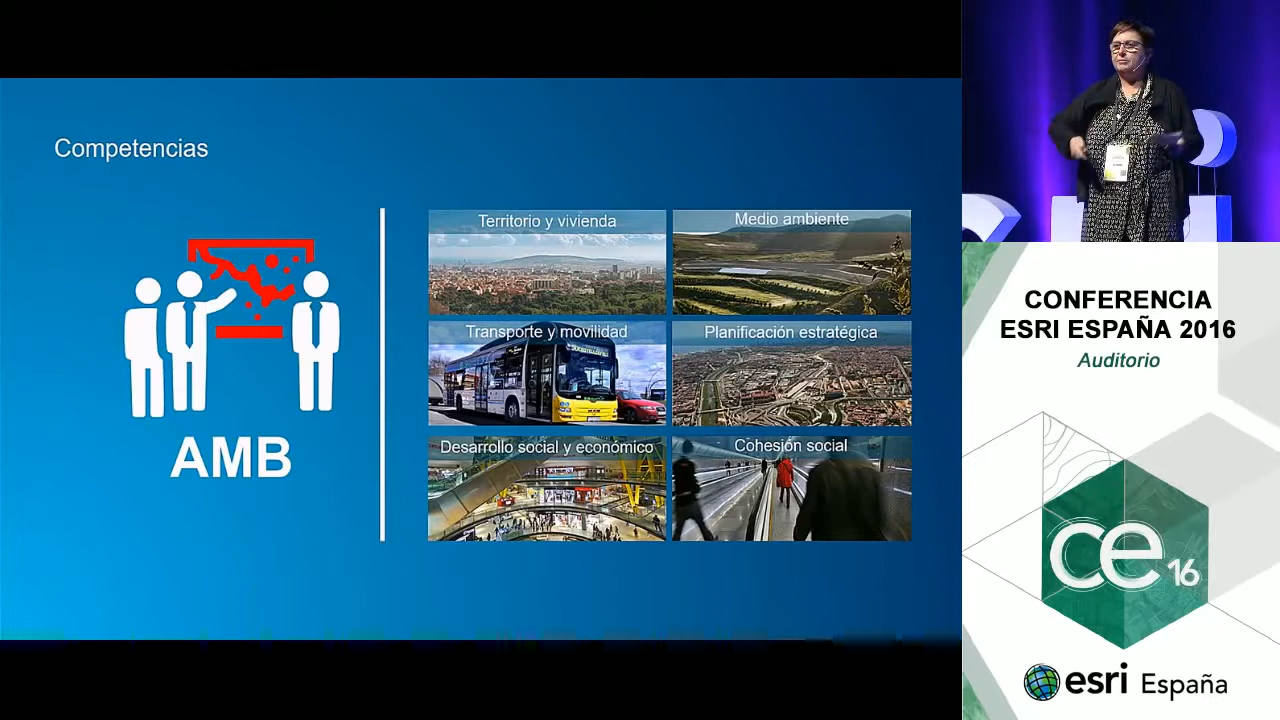 Competencias
AMB
Territorio y vivienda
Medio ambiente
Transporte y movilidad
Planificación estratégica
Desarrollo social y económico
Cohesión social
CONFERENCIA
ESRI ESPAÑA 2016
Auditorio
ce16
esri España